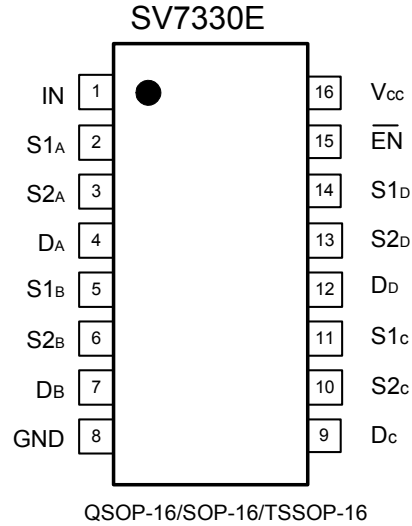 SV7330E
IN 1 16 Vcc
S1A 2 15 E̅N̅
S2A 3 14 S1D
DA 4 13 S2D
S1B 5 12 DD
S2B 6 11 S1C
DB 7 10 S2C
GND 8 9 DC
QSOP-16/SOP-16/TSSOP-16